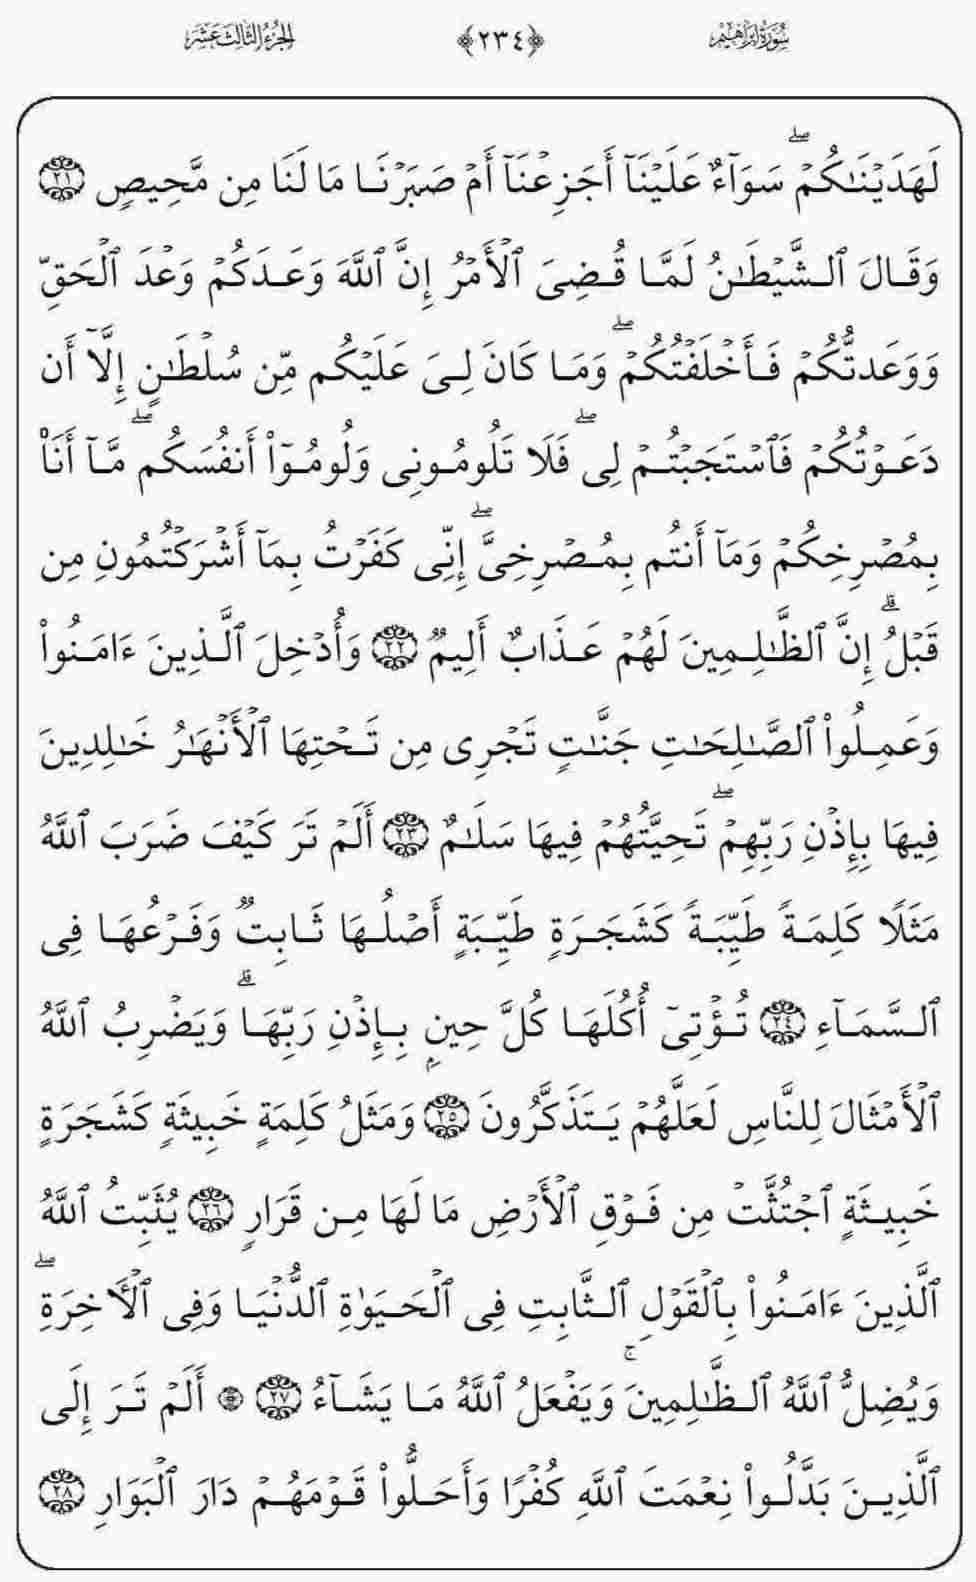 سُورَةُ إِبْرَاهِيم ﴿٢٣٤﴾ الجُزْءُ الثَّالِثَ عَشَرَ
لَهَدَيْنَـٰكُمْ ۖ سَوَآءٌ عَلَيْنَآ أَجَزِعْنَآ أَمْ صَبَرْنَا مَا لَنَا مِن مَّحِيصٍ ٢١
وَقَالَ ٱلشَّيْطَـٰنُ لَمَّا قُضِىَ ٱلْأَمْرُ إِنَّ ٱللَّهَ وَعَدَكُمْ وَعْدَ ٱلْحَقِّ
وَوَعَدتُّكُمْ فَأَخْلَفْتُكُمْ ۖ وَمَا كَانَ لِىَ عَلَيْكُم مِّن سُلْطَـٰنٍ إِلَّآ أَن
دَعَوْتُكُمْ فَٱسْتَجَبْتُمْ لِى ۖ فَلَا تَلُومُونِى وَلُومُوٓا۟ أَنفُسَكُم ۖ مَّآ أَنَا۠
بِمُصْرِخِكُمْ وَمَآ أَنتُم بِمُصْرِخِىَّ ۖ إِنِّى كَفَرْتُ بِمَآ أَشْرَكْتُمُونِ مِن
قَبْلُ ۗ إِنَّ ٱلظَّـٰلِمِينَ لَهُمْ عَذَابٌ أَلِيمٌ ٢٢ وَأُدْخِلَ ٱلَّذِينَ ءَامَنُوا۟
وَعَمِلُوا۟ ٱلصَّـٰلِحَـٰتِ جَنَّـٰتٍ تَجْرِى مِن تَحْتِهَا ٱلْأَنْهَـٰرُ خَـٰلِدِينَ
فِيهَا بِإِذْنِ رَبِّهِمْ ۖ تَحِيَّتُهُمْ فِيهَا سَلَـٰمٌ ٢٣ أَلَمْ تَرَ كَيْفَ ضَرَبَ ٱللَّهُ
مَثَلًا كَلِمَةً طَيِّبَةً كَشَجَرَةٍ طَيِّبَةٍ أَصْلُهَا ثَابِتٌ وَفَرْعُهَا فِى
ٱلسَّمَآءِ ٢٤ تُؤْتِىٓ أُكُلَهَا كُلَّ حِينٍۭ بِإِذْنِ رَبِّهَا ۗ وَيَضْرِبُ ٱللَّهُ
ٱلْأَمْثَالَ لِلنَّاسِ لَعَلَّهُمْ يَتَذَكَّرُونَ ٢٥ وَمَثَلُ كَلِمَةٍ خَبِيثَةٍ كَشَجَرَةٍ
خَبِيثَةٍ ٱجْتُثَّتْ مِن فَوْقِ ٱلْأَرْضِ مَا لَهَا مِن قَرَارٍ ٢٦ يُثَبِّتُ ٱللَّهُ
ٱلَّذِينَ ءَامَنُوا۟ بِٱلْقَوْلِ ٱلثَّابِتِ فِى ٱلْحَيَوٰةِ ٱلدُّنْيَا وَفِى ٱلْـَٔاخِرَةِ ۖ
وَيُضِلُّ ٱللَّهُ ٱلظَّـٰلِمِينَ ۚ وَيَفْعَلُ ٱللَّهُ مَا يَشَآءُ ٢٧ ۞ أَلَمْ تَرَ إِلَى
ٱلَّذِينَ بَدَّلُوا۟ نِعْمَتَ ٱللَّهِ كُفْرًا وَأَحَلُّوا۟ قَوْمَهُمْ دَارَ ٱلْبَوَارِ ٢٨